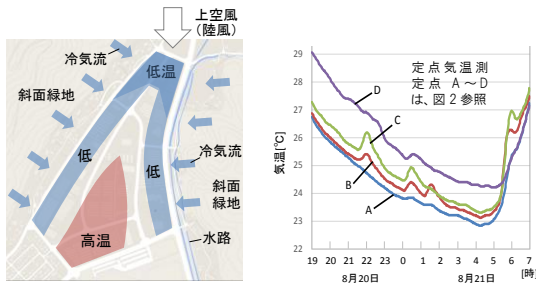 上空風
(陸風)
冷気流
低温
斜面緑地
低
低
冷気流
斜面
緑地
高温
水路
気温[℃]
29
28
27
26
25
24
23
22
定点気温測
定点 A～D
は、図2参照
D
C
B
A
19 20 21 22 23 0 1 2 3 4 5 6 7
[時]
8月20日 8月21日